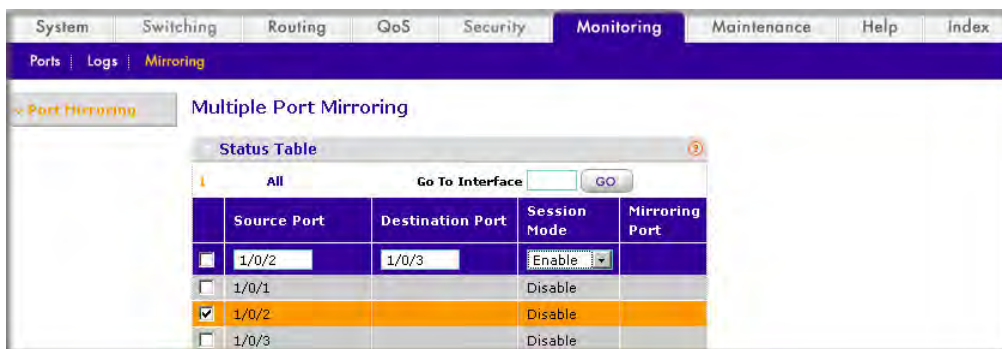 System Switching Routing QoS Security Monitoring Maintenance Help Index
Ports Logs Mirroring
Port Mirroring
Multiple Port Mirroring
Status Table
1 All Go To Interface GO
Source Port Destination Port Session Mode Mirroring Port
1/0/2 1/0/3 Enable
1/0/1 Disable
1/0/2 Disable
1/0/3 Disable